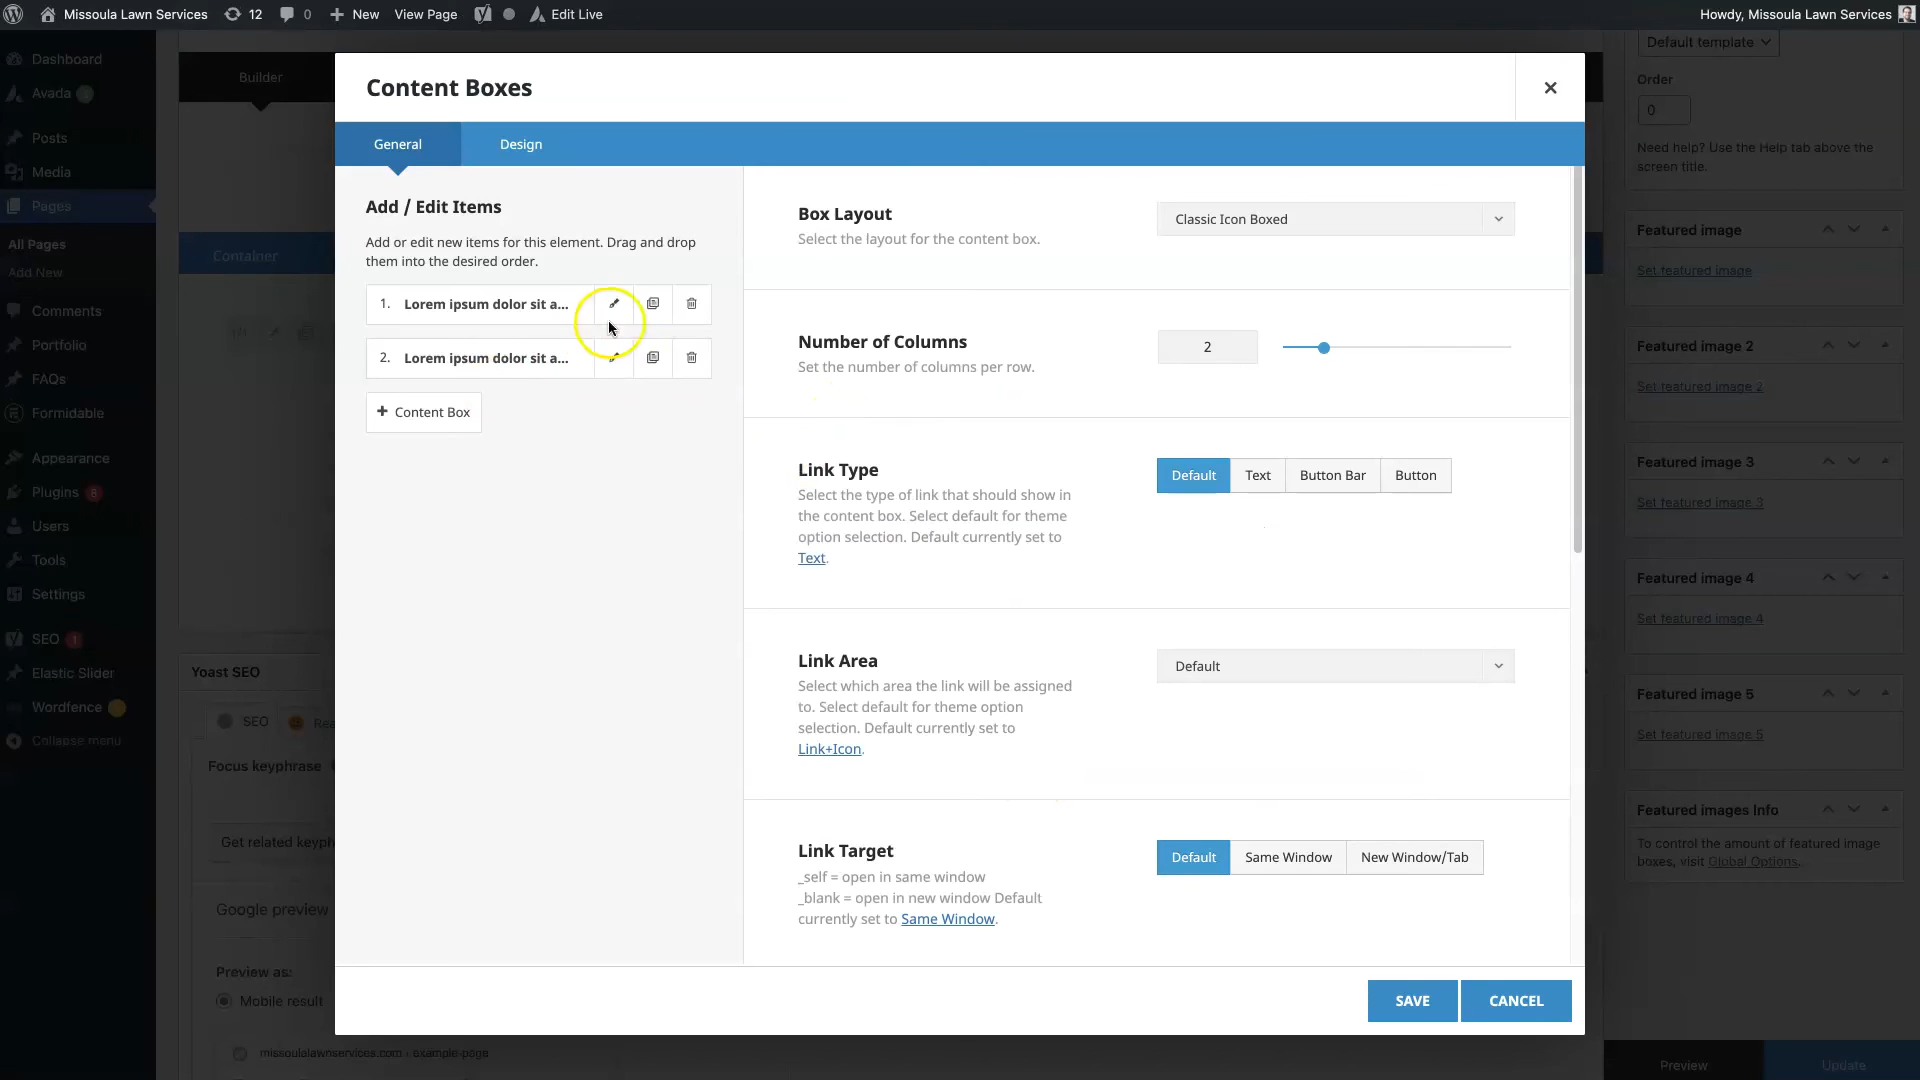 Missoula Lawn Services 12 0 New View Page Edit Live Howdy, Missoula Lawn Services
Dashboard
Avada
Posts
Media
Pages
All Pages
Add New
Comments
Portfolio
FAQs
Formidable
Appearance
Plugins 8
Users
Tools
Settings
SEO 1
Elastic Slider
Wordfence
Collapse menu
Builder
Container
Yoast SEO
SEO
Focus keyphrase
Google preview
Preview as:
Mobile result
missoulalawnservices.com › example-page
Content Boxes
General Design
Add / Edit Items
Add or edit new items for this element. Drag and drop
them into the desired order.
1. Lorem ipsum dolor sit a...
2. Lorem ipsum dolor sit a...
+ Content Box
Box Layout
Select the layout for the content box.
Classic Icon Boxed
Number of Columns
Set the number of columns per row.
2
Link Type
Select the type of link that should show in
the content box. Select default for theme
option selection. Default currently set to
Text.
Default Text Button Bar Button
Link Area
Select which area the link will be assigned
to. Select default for theme option
selection. Default currently set to
Link+Icon.
Default
Link Target
_self = open in same window
_blank = open in new window Default
currently set to Same Window.
Default Same Window New Window/Tab
SAVE CANCEL
Default template
Order
0
Need help? Use the Help tab above the
screen title.
Featured image
Set featured image
Featured image 2
Set featured image 2
Featured image 3
Set featured image 3
Featured image 4
Set featured image 4
Featured image 5
Set featured image 5
Featured images Info
To control the amount of featured image
boxes, visit Global Options.
Preview Update